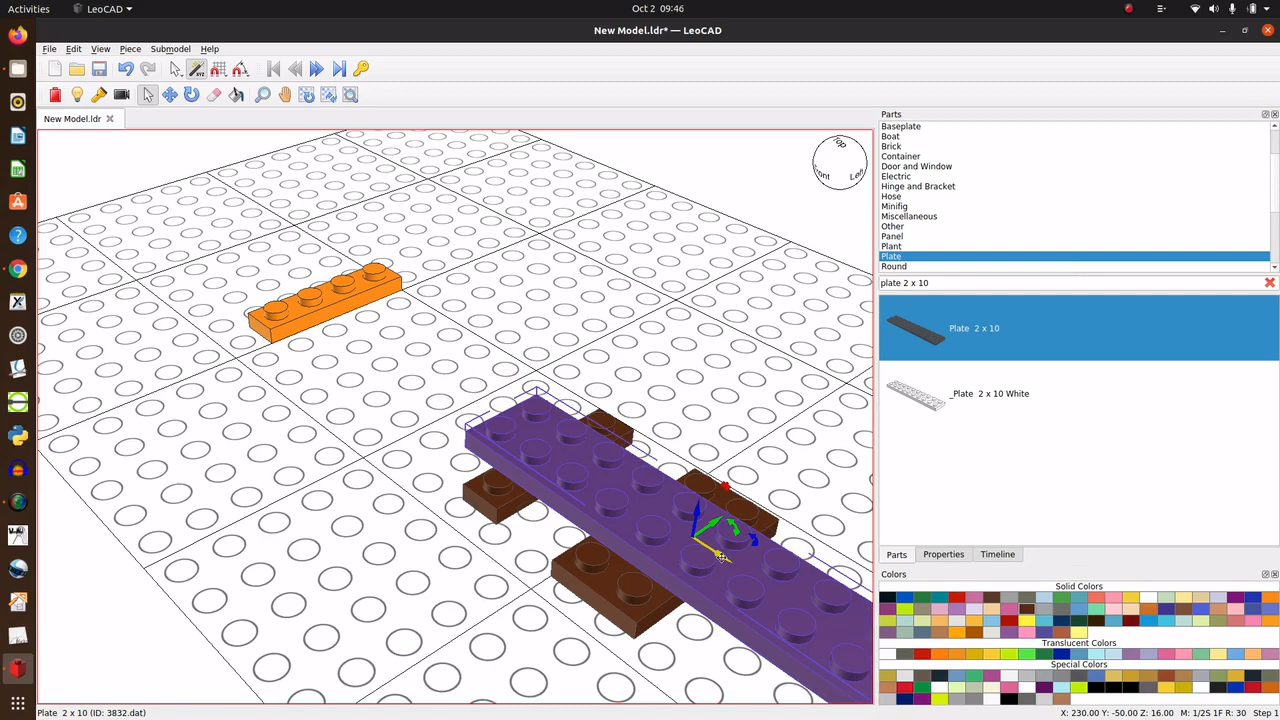 Activities
LeoCAD
Oct 2 09:46
New Model.ldr* — LeoCAD
File Edit View Piece Submodel Help
New Model.ldr
Top
Front
Left
Parts
Baseplate
Boat
Brick
Container
Door and Window
Electric
Hinge and Bracket
Hose
Minifig
Miscellaneous
Other
Panel
Plant
Plate
Round
plate 2 x 10
Plate 2 x 10
_Plate 2 x 10 White
Parts Properties Timeline
Colors
Solid Colors
Translucent Colors
Special Colors
Plate 2 x 10 (ID: 3832.dat)
X: 230.00 Y: -50.00 Z: 16.00 M: 1/2S 1F R: 30 Step 1